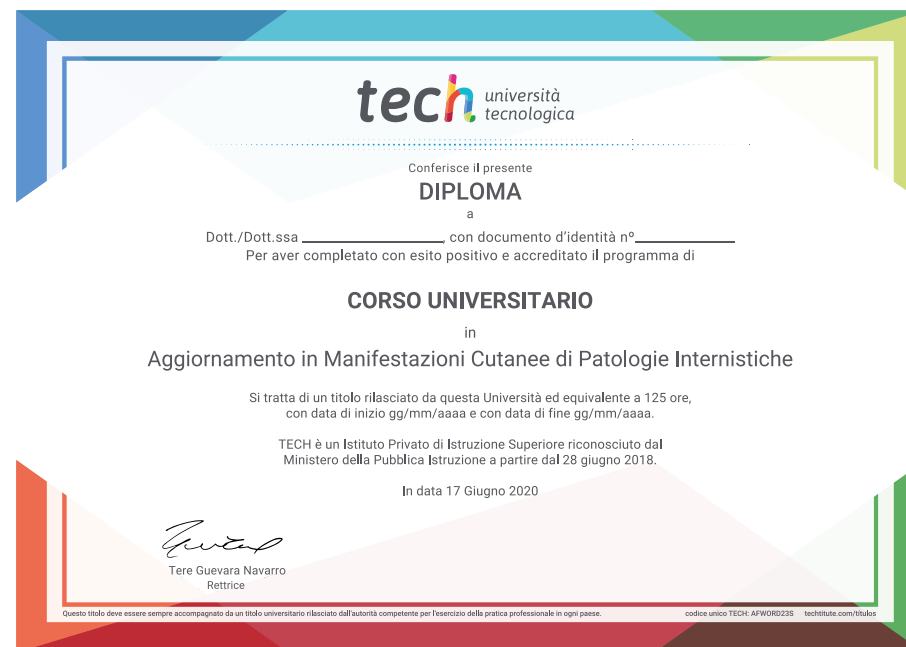 tech università
tecnologica
Conferisce il presente
DIPLOMA
a
Dott./Dott.ssa ____________________, con documento d'identità nº______________
Per aver completato con esito positivo e accreditato il programma di
CORSO UNIVERSITARIO
in
Aggiornamento in Manifestazioni Cutanee di Patologie Internistiche
Si tratta di un titolo rilasciato da questa Università ed equivalente a 125 ore,
con data di inizio gg/mm/aaaa e con data di fine gg/mm/aaaa.
TECH è un Istituto Privato di Istruzione Superiore riconosciuto dal
Ministero della Pubblica Istruzione a partire dal 28 giugno 2018.
In data 17 Giugno 2020
Tere Guevara Navarro
Rettrice
Questo titolo deve essere sempre accompagnato da un titolo universitario rilasciato dall'autorità competente per l'esercizio della pratica professionale in ogni paese. codice unico TECH: AFWORD23S techtitute.com/titulos